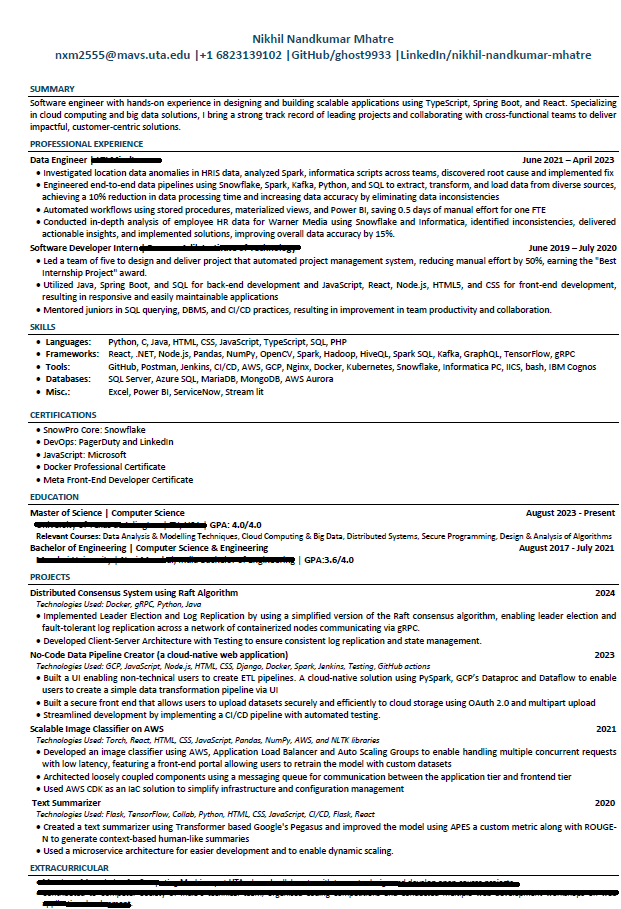 Nikhil Nandkumar Mhatre
nxm2555@mavs.uta.edu |+1 6823139102 |GitHub/ghost9933 |LinkedIn/nikhil-nandkumar-mhatre
SUMMARY
Software engineer with hands-on experience in designing and building scalable applications using TypeScript, Spring Boot, and React. Specializing
in cloud computing and big data solutions, I bring a strong track record of leading projects and collaborating with cross-functional teams to deliver
impactful, customer-centric solutions.
PROFESSIONAL EXPERIENCE
Data Engineer | June 2021 – April 2023
• Investigated location data anomalies in HRIS data, analyzed Spark, informatica scripts across teams, discovered root cause and implemented fix
• Engineered end-to-end data pipelines using Snowflake, Spark, Kafka, Python, and SQL to extract, transform, and load data from diverse sources,
achieving a 10% reduction in data processing time and increasing data accuracy by eliminating data inconsistencies
• Automated workflows using stored procedures, materialized views, and Power BI, saving 0.5 days of manual effort for one FTE
• Conducted in-depth analysis of employee HR data for Warner Media using Snowflake and Informatica, identified inconsistencies, delivered
actionable insights, and implemented solutions, improving overall data accuracy by 15%.
Software Developer Intern June 2019 – July 2020
• Led a team of five to design and deliver project that automated project management system, reducing manual effort by 50%, earning the "Best
Internship Project" award.
• Utilized Java, Spring Boot, and SQL for back-end development and JavaScript, React, Node.js, HTML5, and CSS for front-end development,
resulting in responsive and easily maintainable applications
• Mentored juniors in SQL querying, DBMS, and CI/CD practices, resulting in improvement in team productivity and collaboration.
SKILLS
• Languages: Python, C, Java, HTML, CSS, JavaScript, TypeScript, SQL, PHP
• Frameworks: React, .NET, Node.js, Pandas, NumPy, OpenCV, Spark, Hadoop, HiveQL, Spark SQL, Kafka, GraphQL, TensorFlow, gRPC
• Tools: GitHub, Postman, Jenkins, CI/CD, AWS, GCP, Nginx, Docker, Kubernetes, Snowflake, Informatica PC, IICS, bash, IBM Cognos
• Databases: SQL Server, Azure SQL, MariaDB, MongoDB, AWS Aurora
• Misc.: Excel, Power BI, ServiceNow, Stream lit
CERTIFICATIONS
• SnowPro Core: Snowflake
• DevOps: PagerDuty and LinkedIn
• JavaScript: Microsoft
• Docker Professional Certificate
• Meta Front-End Developer Certificate
EDUCATION
Master of Science | Computer Science August 2023 - Present
| GPA: 4.0/4.0
Relevant Courses: Data Analysis & Modelling Techniques, Cloud Computing & Big Data, Distributed Systems, Secure Programming, Design & Analysis of Algorithms
Bachelor of Engineering | Computer Science & Engineering August 2017 - July 2021
| GPA:3.6/4.0
PROJECTS
Distributed Consensus System using Raft Algorithm 2024
Technologies Used: Docker, gRPC, Python, Java
• Implemented Leader Election and Log Replication by using a simplified version of the Raft consensus algorithm, enabling leader election and
fault-tolerant log replication across a network of containerized nodes communicating via gRPC.
• Developed Client-Server Architecture with Testing to ensure consistent log replication and state management.
No-Code Data Pipeline Creator (a cloud-native web application) 2023
Technologies Used: GCP, JavaScript, Node.js, HTML, CSS, Django, Docker, Spark, Jenkins, Testing, GitHub actions
• Built a UI enabling non-technical users to create ETL pipelines. A cloud-native solution using PySpark, GCP's Dataproc and Dataflow to enable
users to create a simple data transformation pipeline via UI
• Built a secure front end that allows users to upload datasets securely and efficiently to cloud storage using OAuth 2.0 and multipart upload
• Streamlined development by implementing a CI/CD pipeline with automated testing.
Scalable Image Classifier on AWS 2021
Technologies Used: Torch, React, HTML, CSS, JavaScript, Pandas, NumPy, AWS, and NLTK libraries
• Developed an image classifier using AWS, Application Load Balancer and Auto Scaling Groups to enable handling multiple concurrent requests
with low latency, featuring a front-end portal allowing users to retrain the model with custom datasets
• Architected loosely coupled components using a messaging queue for communication between the application tier and frontend tier
• Used AWS CDK as an IaC solution to simplify infrastructure and configuration management
Text Summarizer 2020
Technologies Used: Flask, TensorFlow, Collab, Python, HTML, CSS, JavaScript, CI/CD, Flask, React
• Created a text summarizer using Transformer based Google's Pegasus and improved the model using APES a custom metric along with ROUGE-
N to generate context-based human-like summaries
• Used a microservice architecture for easier development and to enable dynamic scaling.
EXTRACURRICULAR